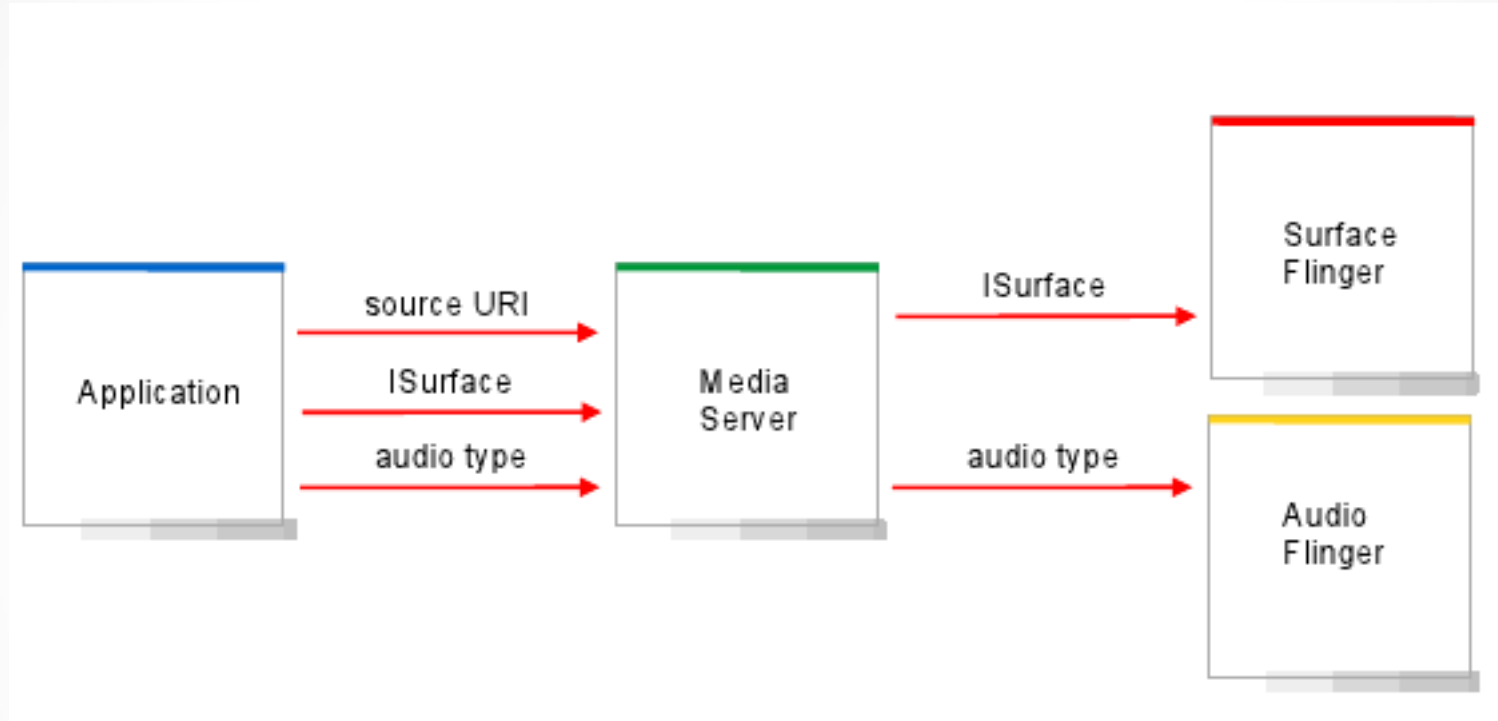 Application
source URI
ISurface
audio type
Media
Server
ISurface
audio type
Surface
Flinger
Audio
Flinger